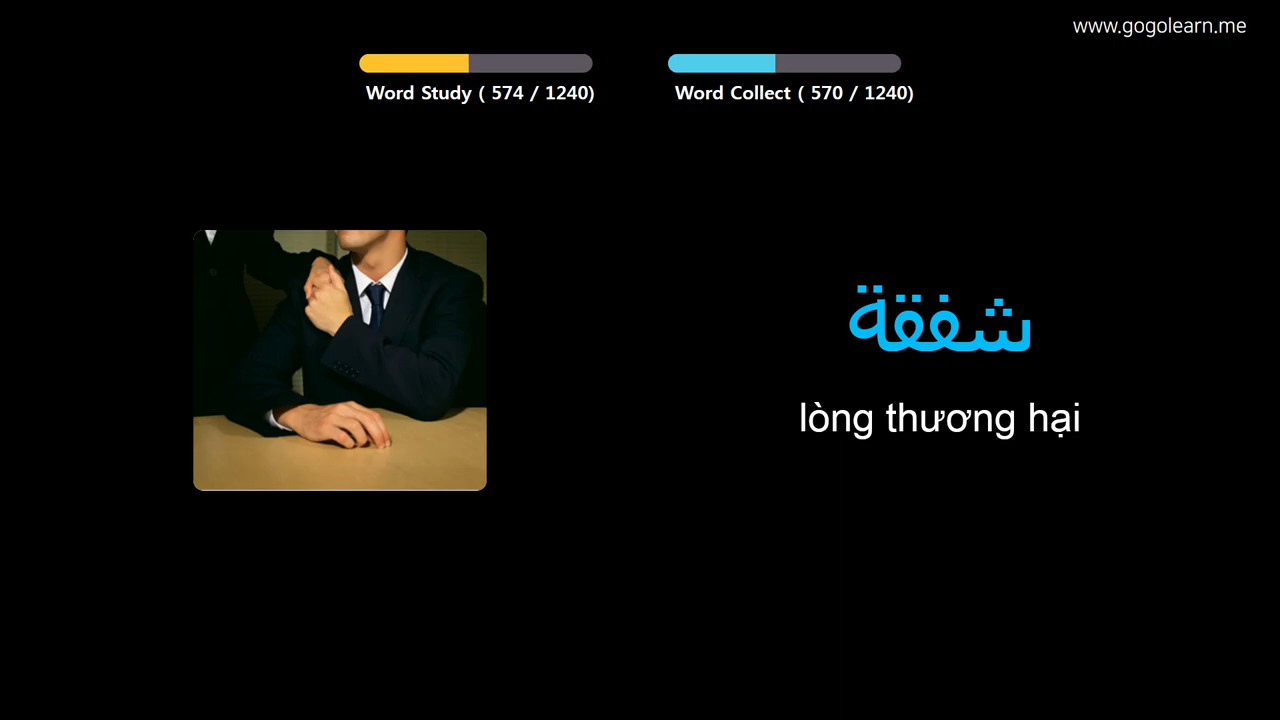 www.gogolearn.me
Word Study ( 574 / 1240)
Word Collect ( 570 / 1240)
شفقة
lòng thương hại